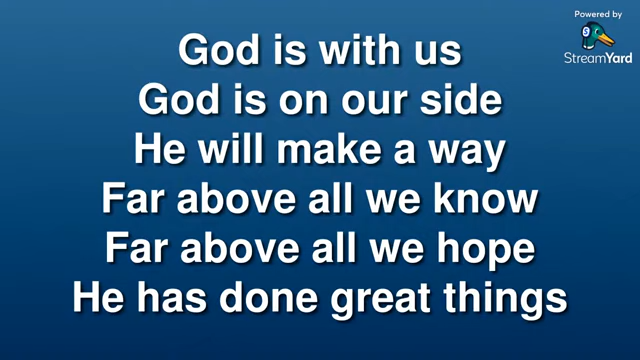 Powered by
StreamYard
God is with us
God is on our side
He will make a way
Far above all we know
Far above all we hope
He has done great things